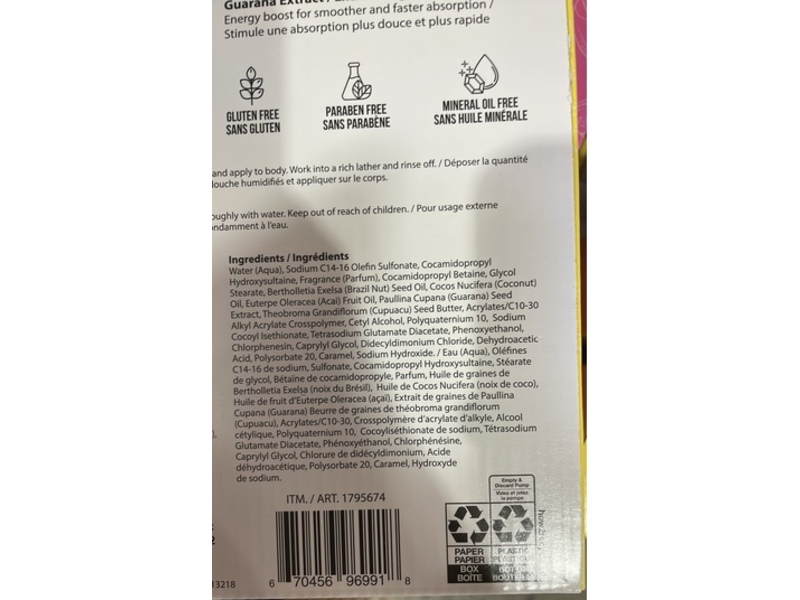 Guarana Extract /
Energy boost for smoother and faster absorption /
Stimule une absorption plus douce et plus rapide
GLUTEN FREE
SANS GLUTEN
PARABEN FREE
SANS PARABÈNE
MINERAL OIL FREE
SANS HUILE MINÉRALE
and apply to body. Work into a rich lather and rinse off. / Déposer la quantité
douche humidifiés et appliquer sur le corps.
oughly with water. Keep out of reach of children. / Pour usage externe
ondamment à l'eau.
Ingredients / Ingrédients
Water (Aqua), Sodium C14-16 Olefin Sulfonate, Cocamidopropyl
Hydroxysultaine, Fragrance (Parfum), Cocamidopropyl Betaine, Glycol
Stearate, Bertholletia Exelsa (Brazil Nut) Seed Oil, Cocos Nucifera (Coconut)
Oil, Euterpe Oleracea (Acai) Fruit Oil, Paullina Cupana (Guarana) Seed
Extract, Theobroma Grandiflorum (Cupuacu) Seed Butter, Acrylates/C10-30
Alkyl Acrylate Crosspolymer, Cetyl Alcohol, Polyquaternium 10, Sodium
Cocoyl Isethionate, Tetrasodium Glutamate Diacetate, Phenoxyethanol,
Chlorphenesin, Caprylyl Glycol, Didecyldimonium Chloride, Dehydroacetic
Acid, Polysorbate 20, Caramel, Sodium Hydroxide. / Eau (Aqua), Oléfines
C14-16 de sodium, Sulfonate, Cocamidopropyl Hydroxysultaine, Stéarate
de glycol, Bétaine de cocamidopropyle, Parfum, Huile de graines de
Bertholletia Exelsa (noix du Brésil), Huile de Cocos Nucifera (noix de coco),
Huile de fruit d'Euterpe Oleracea (açai), Extrait de graines de Paullina
Cupana (Guarana) Beurre de graines de théobroma grandiflorum
(Cupuacu), Acrylates/C10-30, Crosspolymère d'acrylate d'alkyle, Alcool
cétylique, Polyquaternium 10, Cocoyliséthionate de sodium, Tétrasodium
Glutamate Diacetate, Phénoxyéthanol, Chlorphénésine,
Caprylyl Glycol, Chlorure de didécyldimonium, Acide
déhydroacétique, Polysorbate 20, Caramel, Hydroxyde
de sodium.
ITM. / ART. 1795674
6 70456 96991 8
13218
Empty &
Discard Pump
Videz et jetez
la pompe
PAPER
PAPIER
BOX
BOÎTE
PLASTIC